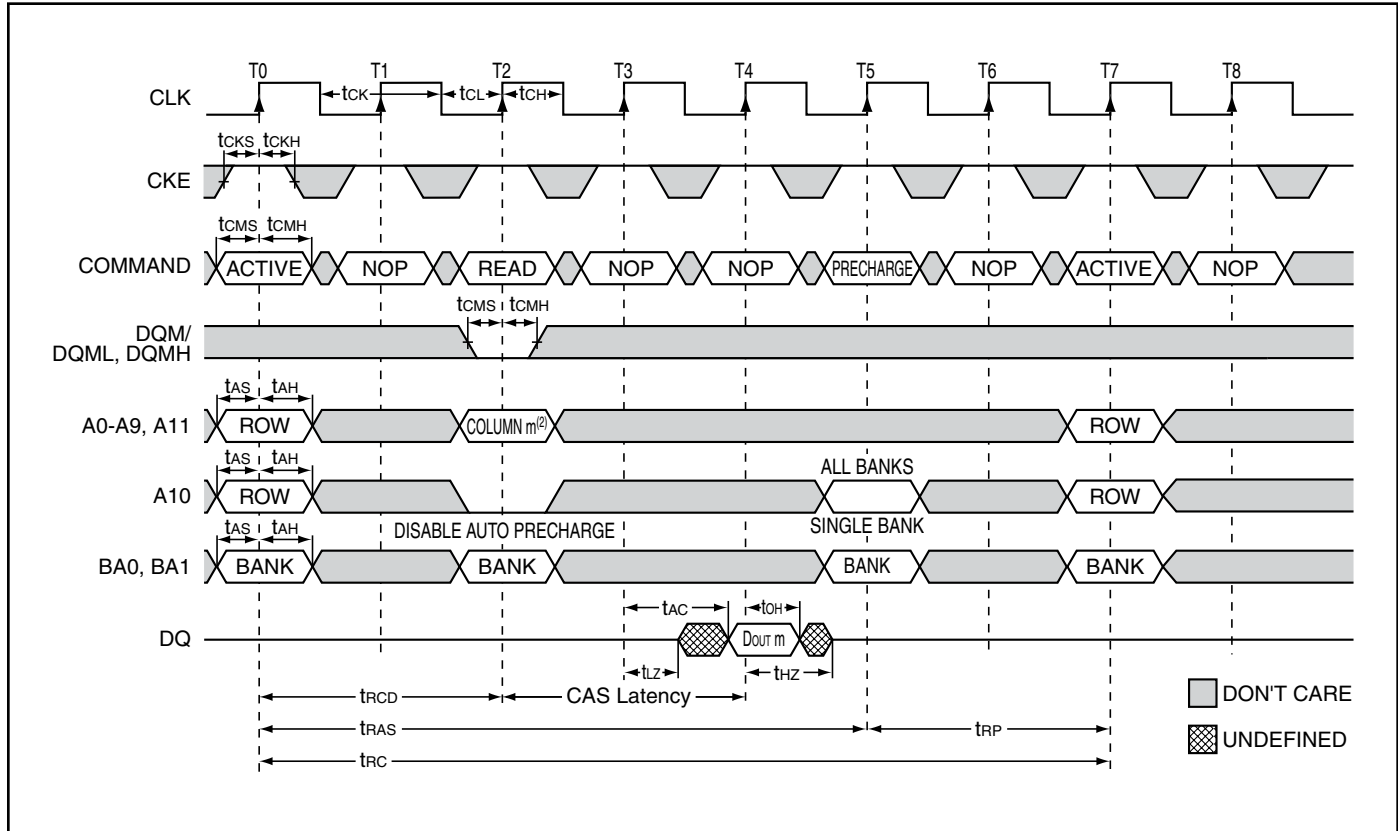 T0 T1 T2 T3 T4 T5 T6 T7 T8
CLK
tCK tCL tCH
tCKS tCKH
CKE
tCMS tCMH
COMMAND ACTIVE NOP READ NOP NOP PRECHARGE NOP ACTIVE NOP
tCMS tCMH
DQM/
DQML, DQMH
tAS tAH
A0-A9, A11 ROW COLUMN m(2) ROW
tAS tAH
ALL BANKS
A10 ROW ROW
DISABLE AUTO PRECHARGE SINGLE BANK
tAS tAH
BA0, BA1 BANK BANK BANK BANK
tAC tOH
DQ DOUT m
tLZ tHZ
tRCD CAS Latency
tRAS tRP
tRC
DON'T CARE
UNDEFINED